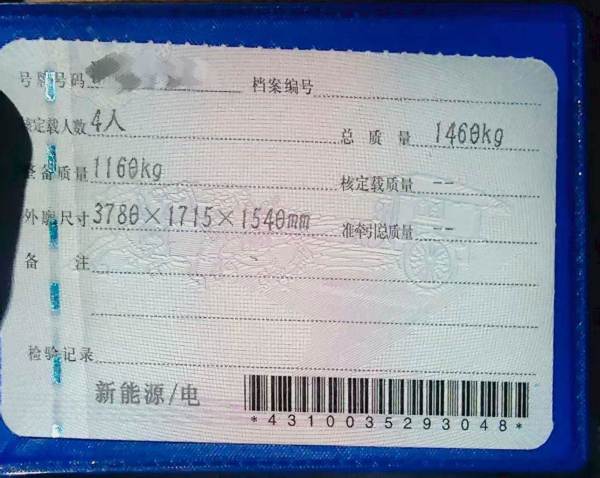 号牌号码 档案编号
核定载人数 4人 总质量 1460kg
整备质量 1160kg 核定载质量 --
外廓尺寸 3780×1715×1540mm 准牵引总质量 --
备注
检验记录
新能源/电
*4310035293048*